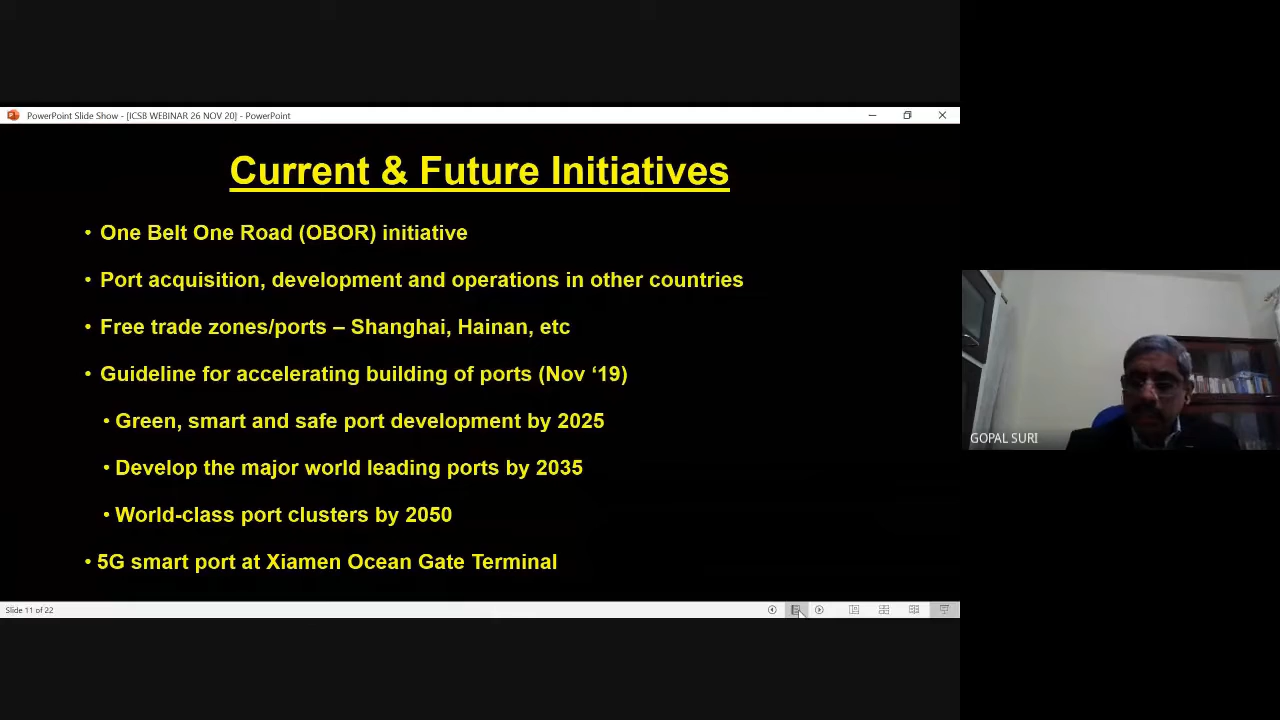 PowerPoint Slide Show - [ICSB WEBINAR 26 NOV 20] - PowerPoint
Current & Future Initiatives
• One Belt One Road (OBOR) initiative
• Port acquisition, development and operations in other countries
• Free trade zones/ports – Shanghai, Hainan, etc
• Guideline for accelerating building of ports (Nov ‘19)
• Green, smart and safe port development by 2025
• Develop the major world leading ports by 2035
• World-class port clusters by 2050
• 5G smart port at Xiamen Ocean Gate Terminal
Slide 11 of 22
GOPAL SURI